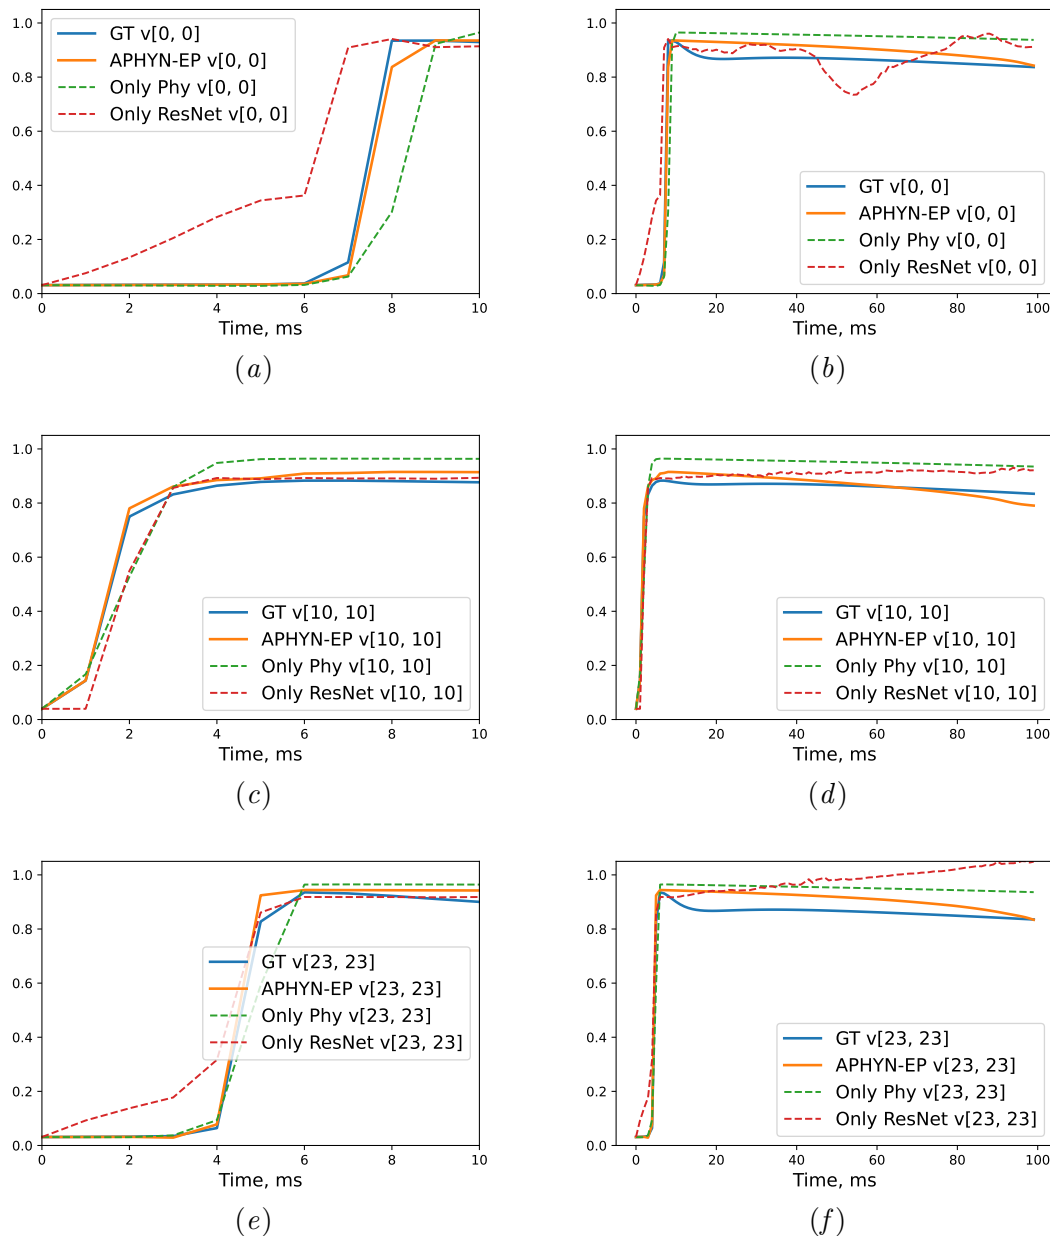 1.0
0.8
0.6
0.4
0.2
0.0
GT v[0, 0]
APHYN-EP v[0, 0]
Only Phy v[0, 0]
Only ResNet v[0, 0]
0 2 4 6 8 10
Time, ms
(a)
1.0
0.8
0.6
0.4
0.2
0.0
GT v[0, 0]
APHYN-EP v[0, 0]
Only Phy v[0, 0]
Only ResNet v[0, 0]
0 20 40 60 80 100
Time, ms
(b)
1.0
0.8
0.6
0.4
0.2
0.0
GT v[10, 10]
APHYN-EP v[10, 10]
Only Phy v[10, 10]
Only ResNet v[10, 10]
0 2 4 6 8 10
Time, ms
(c)
1.0
0.8
0.6
0.4
0.2
0.0
GT v[10, 10]
APHYN-EP v[10, 10]
Only Phy v[10, 10]
Only ResNet v[10, 10]
0 20 40 60 80 100
Time, ms
(d)
1.0
0.8
0.6
0.4
0.2
0.0
GT v[23, 23]
APHYN-EP v[23, 23]
Only Phy v[23, 23]
Only ResNet v[23, 23]
0 2 4 6 8 10
Time, ms
(e)
1.0
0.8
0.6
0.4
0.2
0.0
GT v[23, 23]
APHYN-EP v[23, 23]
Only Phy v[23, 23]
Only ResNet v[23, 23]
0 20 40 60 80 100
Time, ms
(f)